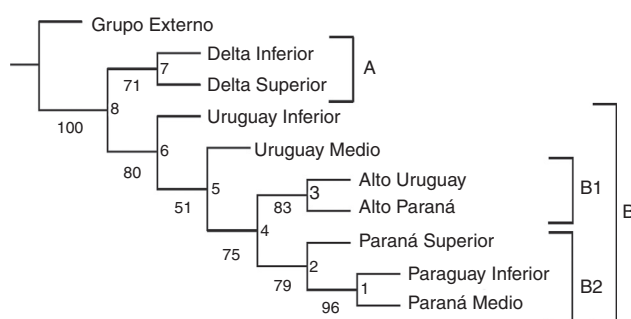 Grupo Externo
Delta Inferior
7
A
71
Delta Superior
8
100
Uruguay Inferior
6
80
Uruguay Medio
5
51
Alto Uruguay
3
B1
83
Alto Paraná
B
4
75
Paraná Superior
2
79
Paraguay Inferior
B2
1
96
Paraná Medio